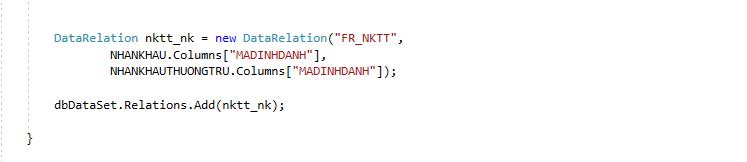 DataRelation nktt_nk = new DataRelation("FR_NKTT",
NHANKHAU.Columns["MADINHDANH"],
NHANKHAUTHUONGTRU.Columns["MADINHDANH"]);
dbDataSet.Relations.Add(nktt_nk);
}